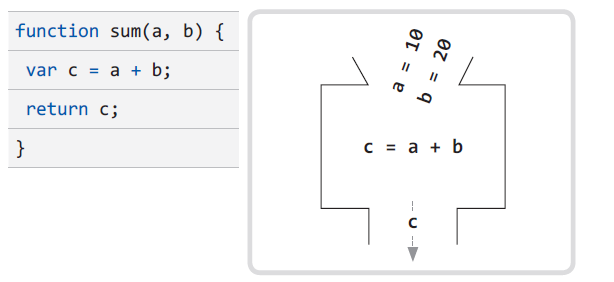 function sum(a, b) {
var c = a + b;
return c;
}
a = 10
b = 20
c = a + b
c